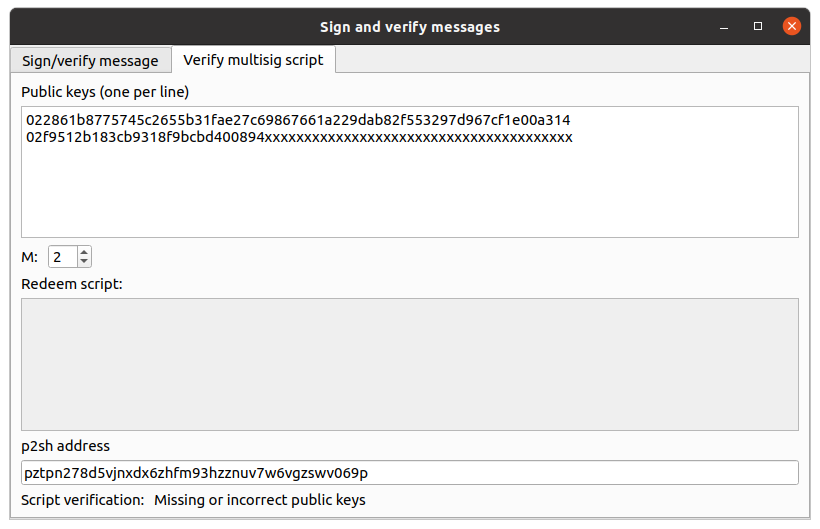 Sign and verify messages
Sign/verify message
Verify multisig script
Public keys (one per line)
022861b8775745c2655b31fae27c69867661a229dab82f553297d967cf1e00a314
02f9512b183cb9318f9bcbd400894xxxxxxxxxxxxxxxxxxxxxxxxxxxxxxxxxxxxxxx
M: 2
Redeem script:
p2sh address
pztpn278d5vjnxdx6zhfm93hzznuv7w6vgzswv069p
Script verification: Missing or incorrect public keys